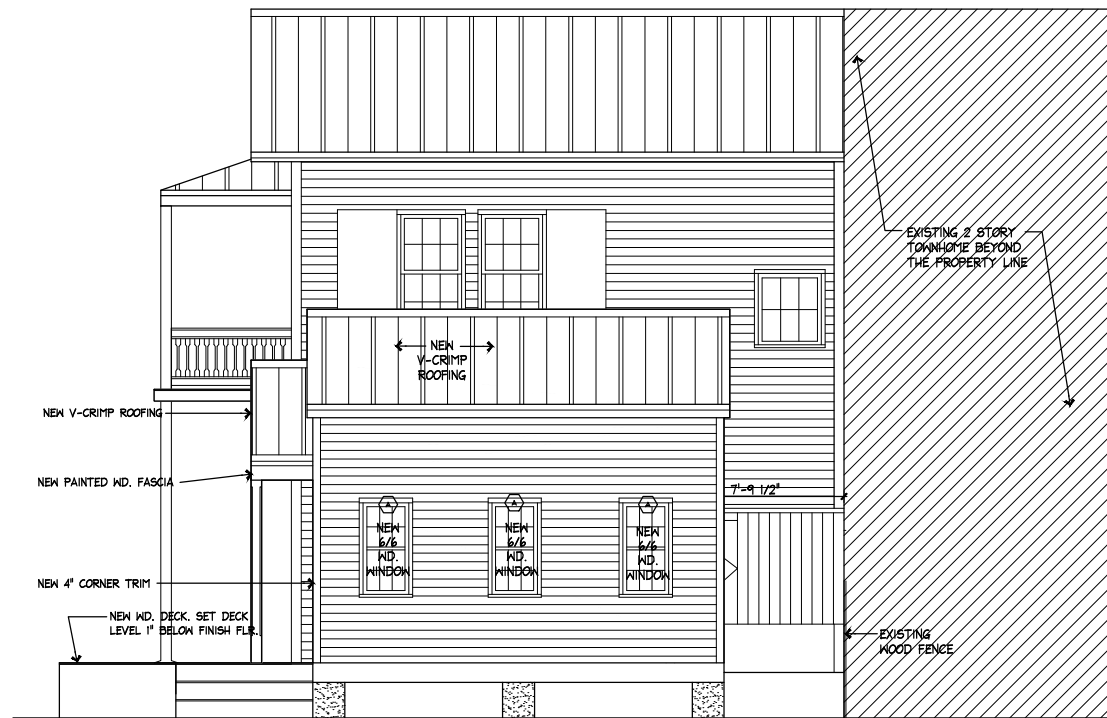 EXISTING 2 STORY
TOWNHOME BEYOND
THE PROPERTY LINE
NEW
V-CRIMP
ROOFING
NEW V-CRIMP ROOFING
NEW PAINTED WD. FASCIA
7'-9 1/2"
A
NEW
6/6
WD.
WINDOW
A
NEW
6/6
WD.
WINDOW
A
NEW
6/6
WD.
WINDOW
NEW 4" CORNER TRIM
NEW WD. DECK. SET DECK
LEVEL 1" BELOW FINISH FLR.
EXISTING
WOOD FENCE